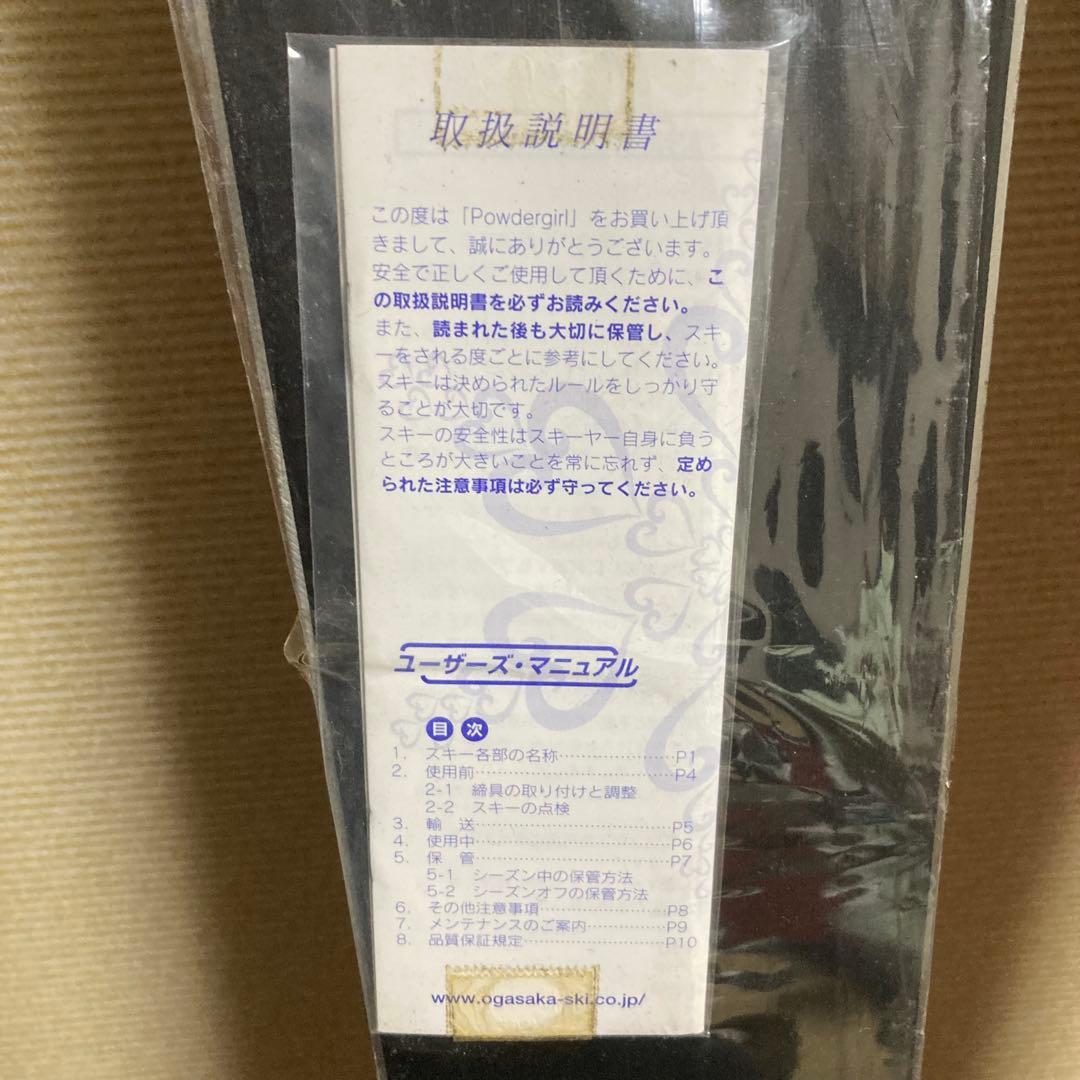 取扱説明書
この度は「Powdergirl」をお買い上げ頂
きまして、誠にありがとうございます。
安全で正しくご使用して頂くために、こ
の取扱説明書を必ずお読みください。
また、読まれた後も大切に保管し、スキ
ーをされる度ごとに参考にしてください。
スキーは決められたルールをしっかり守
ることが大切です。
スキーの安全性はスキーヤー自身に負う
ところが大きいことを常に忘れず、定め
られた注意事項は必ず守ってください。
ユーザーズ・マニュアル
目次
1. スキー各部の名称……………………P1
2. 使用前…………………………………P4
2-1 締具の取り付けと調整
2-2 スキーの点検
3. 輸 送…………………………………P5
4. 使用中…………………………………P6
5. 保 管…………………………………P7
5-1 シーズン中の保管方法
5-2 シーズンオフの保管方法
6. その他注意事項………………………P8
7. メンテナンスのご案内………………P9
8. 品質保証規定…………………………P10
www.ogasaka-ski.co.jp/